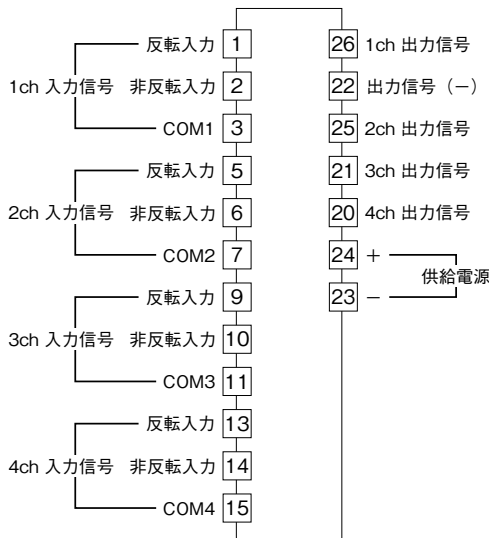 反転入力 1
1ch 入力信号 非反転入力 2
COM1 3
反転入力 5
2ch 入力信号 非反転入力 6
COM2 7
反転入力 9
3ch 入力信号 非反転入力 10
COM3 11
反転入力 13
4ch 入力信号 非反転入力 14
COM4 15
26 1ch 出力信号
22 出力信号（−）
25 2ch 出力信号
21 3ch 出力信号
20 4ch 出力信号
24 +
供給電源
23 −